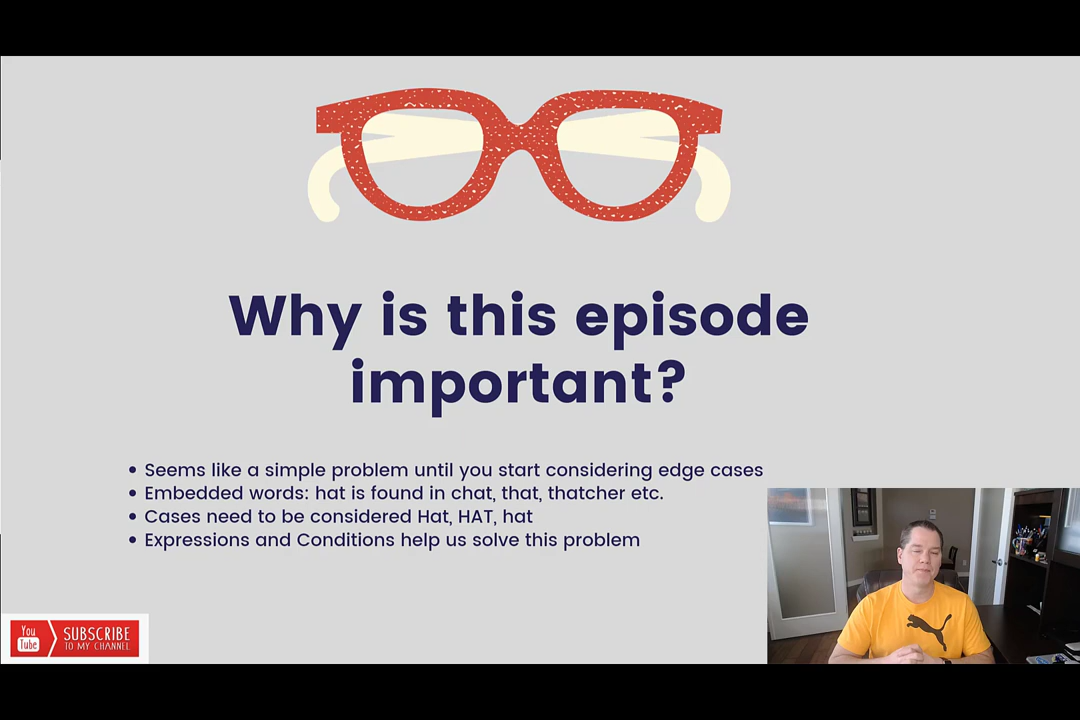 Why is this episode
important?
Seems like a simple problem until you start considering edge cases
Embedded words: hat is found in chat, that, thatcher etc.
Cases need to be considered Hat, HAT, hat
Expressions and Conditions help us solve this problem
You
Tube
SUBSCRIBE
TO MY CHANNEL